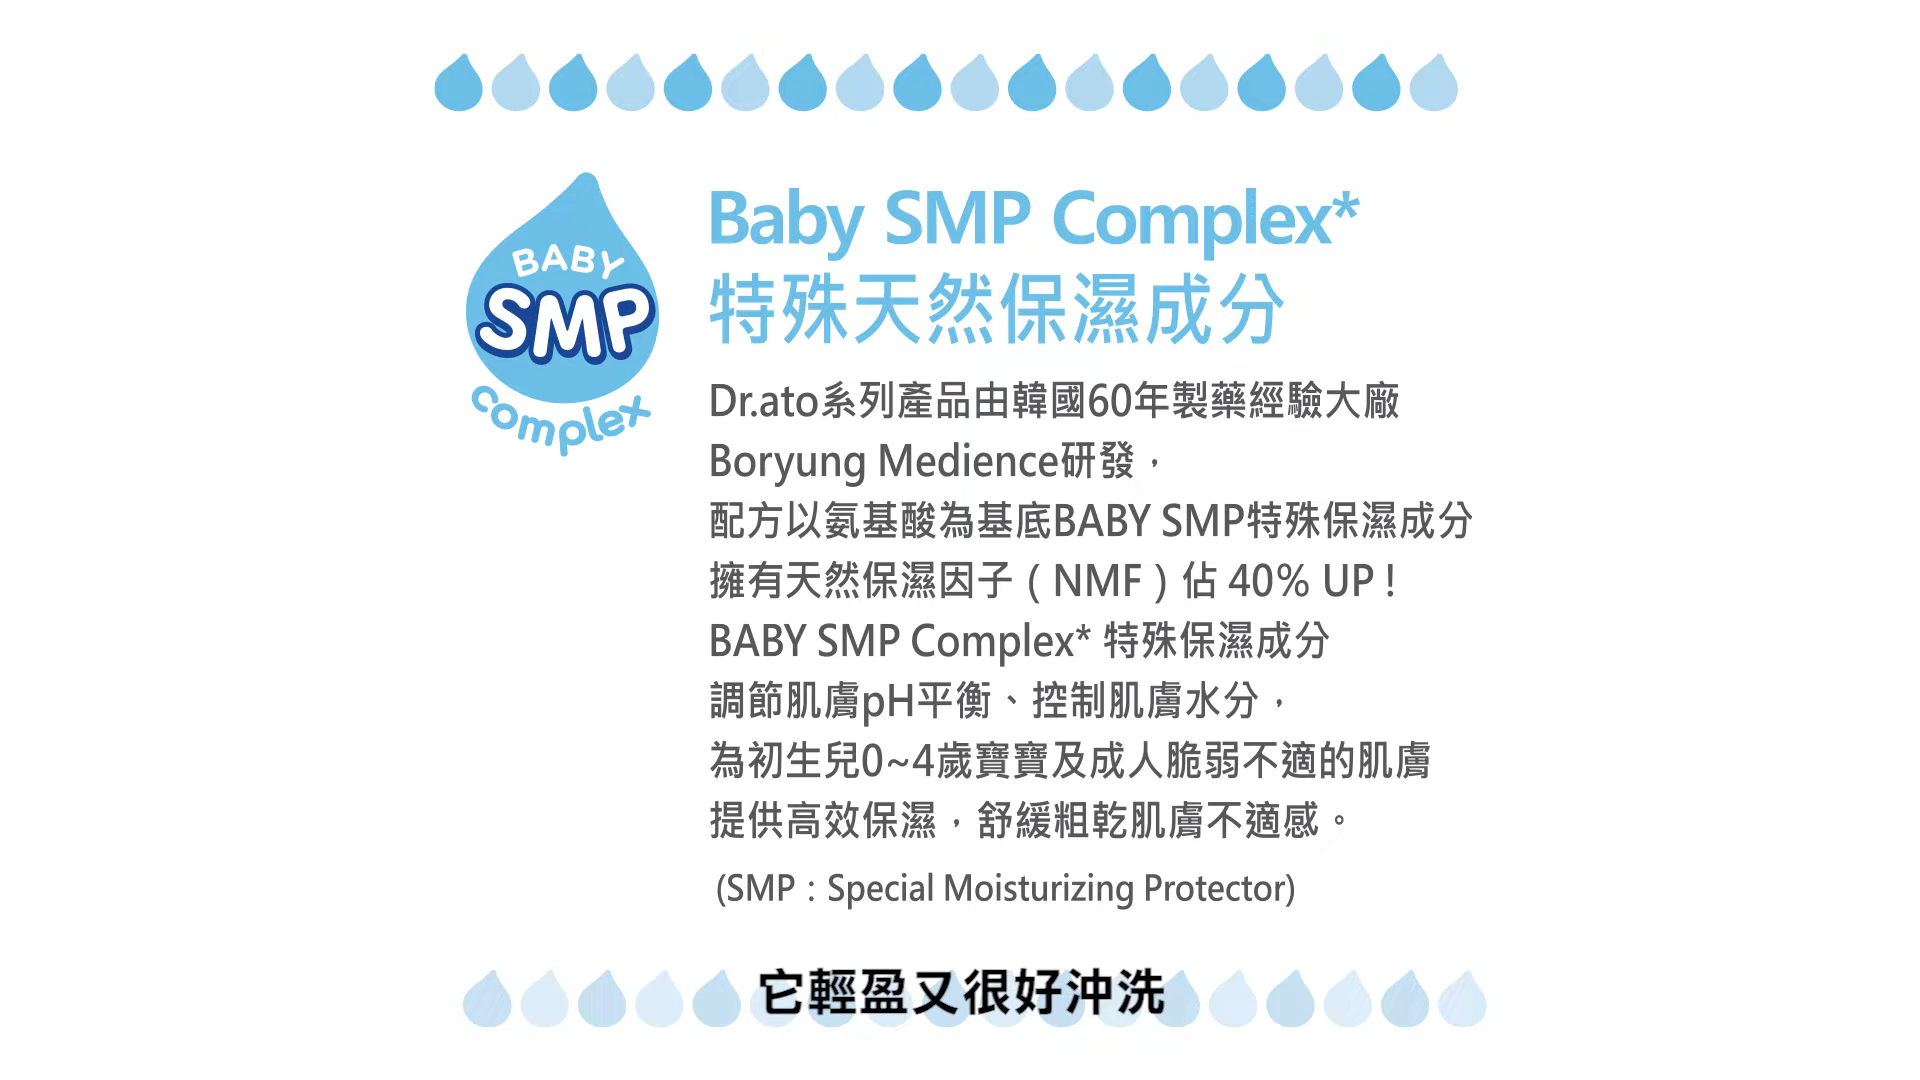 BABY
SMP
complex
Baby SMP Complex*
特殊天然保濕成分
Dr.ato系列產品由韓國60年製藥經驗大廠
Boryung Medience研發，
配方以氨基酸為基底BABY SMP特殊保濕成分
擁有天然保濕因子（NMF）佔 40% UP！
BABY SMP Complex* 特殊保濕成分
調節肌膚pH平衡、控制肌膚水分，
為初生兒0~4歲寶寶及成人脆弱不適的肌膚
提供高效保濕，舒緩粗乾肌膚不適感。
(SMP：Special Moisturizing Protector)
它輕盈又很好沖洗